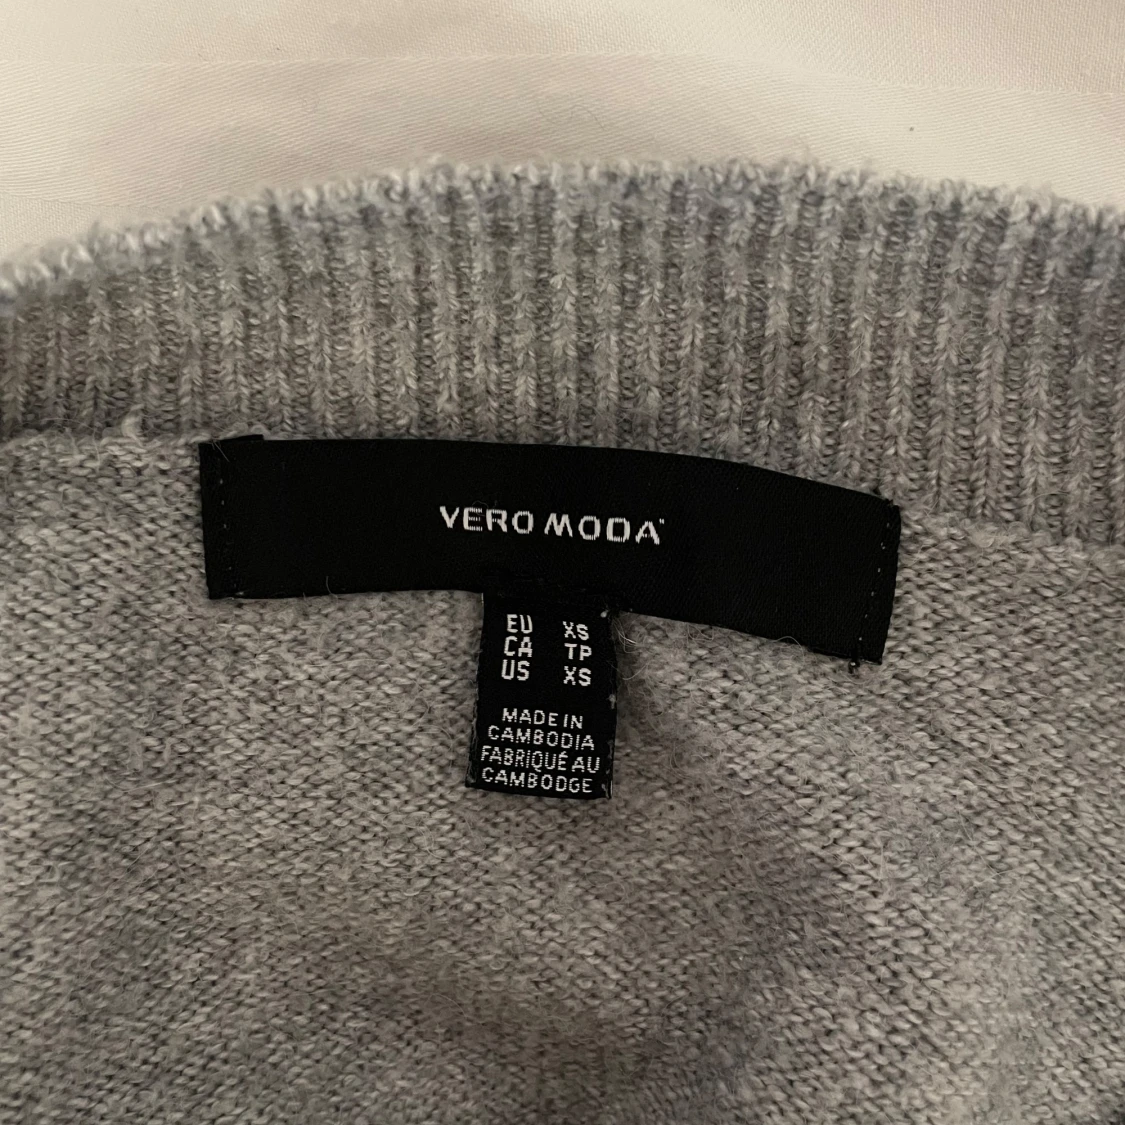 VERO MODA
EU XS
CA TP
US XS
MADE IN
CAMBODIA
FABRIQUÉ AU
CAMBODGE